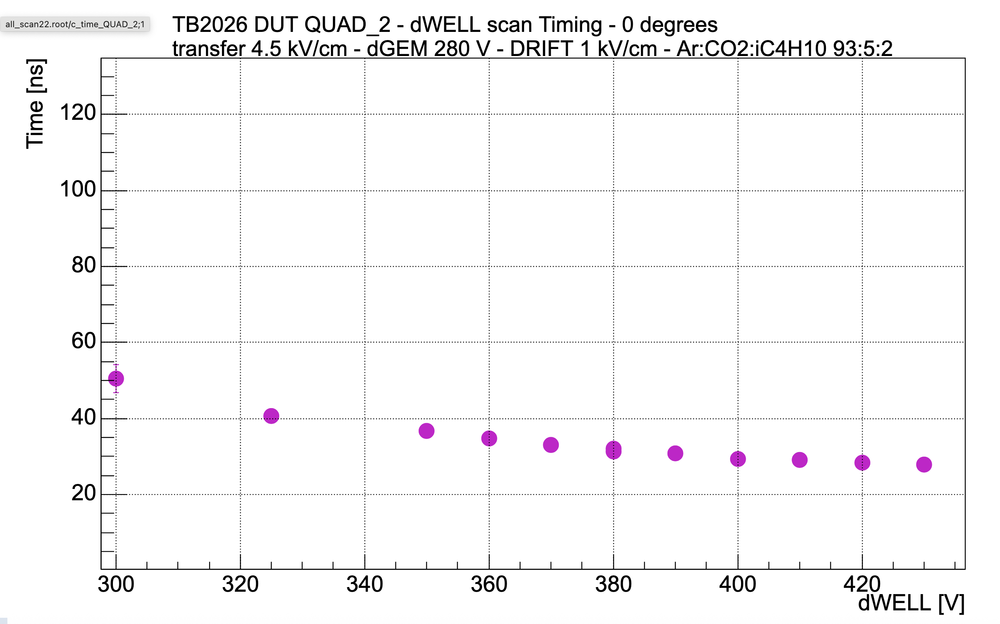 all_scan22.root/c_time_QUAD_2;1
TB2026 DUT QUAD_2 - dWELL scan Timing - 0 degrees
transfer 4.5 kV/cm - dGEM 280 V - DRIFT 1 kV/cm - Ar:CO2:iC4H10 93:5:2
Time [ns]
120
100
80
60
40
20
300 320 340 360 380 400 420
dWELL [V]